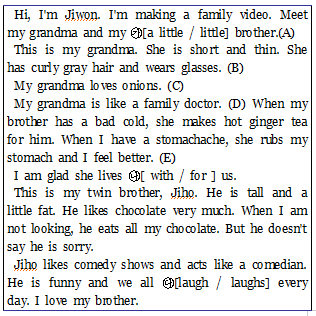 Hi, I'm Jiwon. I'm making a family video. Meet
my grandma and my ㉮[a little / little] brother.(A)
This is my grandma. She is short and thin. She
has curly gray hair and wears glasses. (B)
My grandma loves onions. (C)
My grandma is like a family doctor. (D) When my
brother has a bad cold, she makes hot ginger tea
for him. When I have a stomachache, she rubs my
stomach and I feel better. (E)
I am glad she lives [ with / for ] us.
This is my twin brother, Jiho. He is tall and a
little fat. He likes chocolate very much. When I am
not looking, he eats all my chocolate. But he doesn't
say he is sorry.
Jiho likes comedy shows and acts like a comedian.
He is funny and we all [laugh / laughs] every
day. I love my brother.